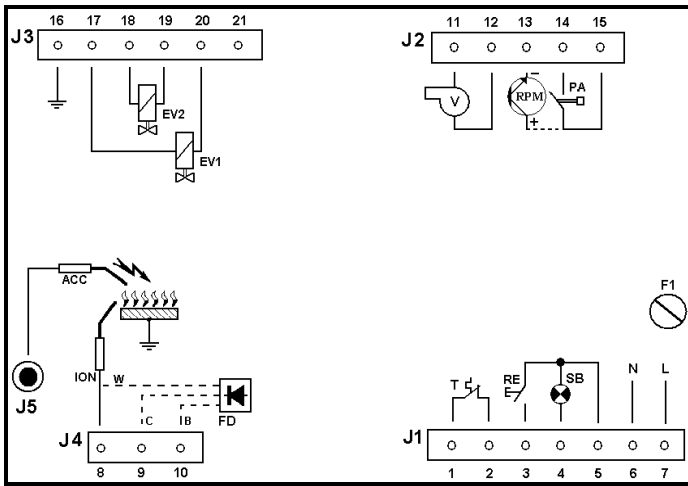 16 17 18 19 20 21
J3
EV2
EV1
11 12 13 14 15
J2
V
RPM
−
+
PA
ACC
ION
W
J5
C
IB
FD
J4
8 9 10
F1
T
RE
E
SB
N
L
J1
1 2 3 4 5 6 7